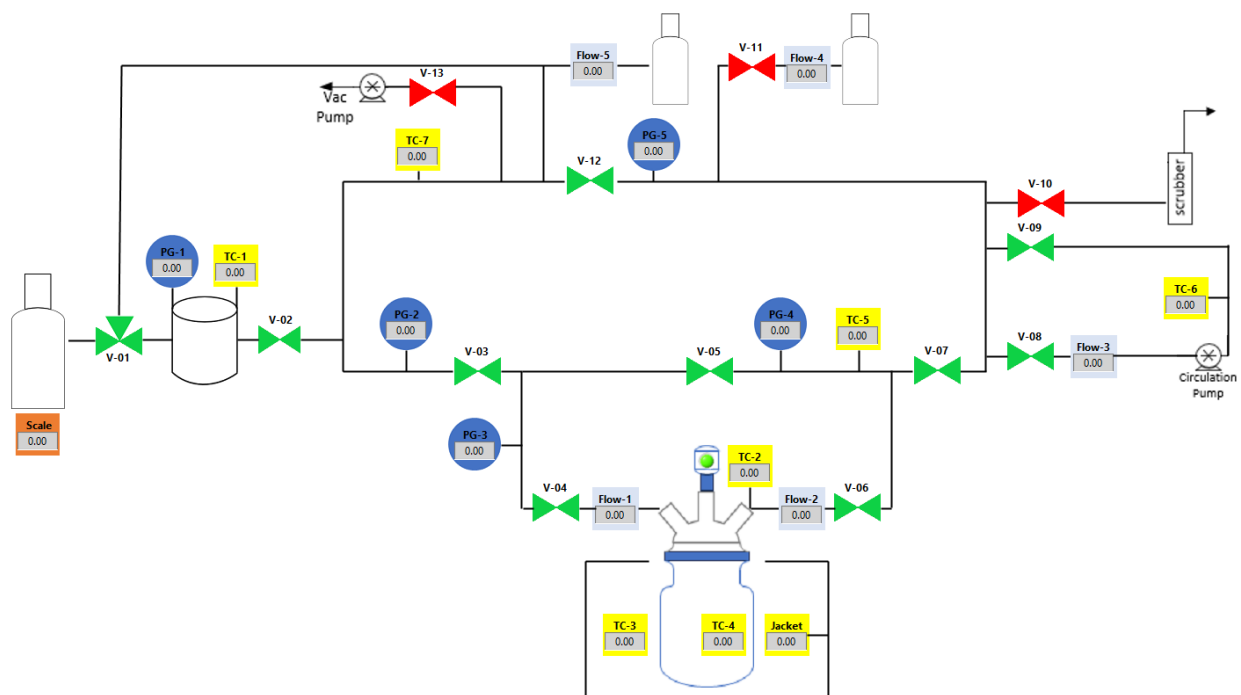 Flow-5
0.00
V-11
Flow-4
0.00
V-13
Vac
Pump
TC-7
0.00
PG-5
0.00
V-12
V-10
scrubber
V-09
PG-1
0.00
TC-1
0.00
TC-6
0.00
V-02
PG-2
0.00
PG-4
0.00
TC-5
0.00
V-01
V-03
V-05
V-07
V-08
Flow-3
0.00
Circulation
Pump
Scale
0.00
PG-3
0.00
TC-2
0.00
V-04
Flow-1
0.00
Flow-2
0.00
V-06
TC-3
0.00
TC-4
0.00
Jacket
0.00